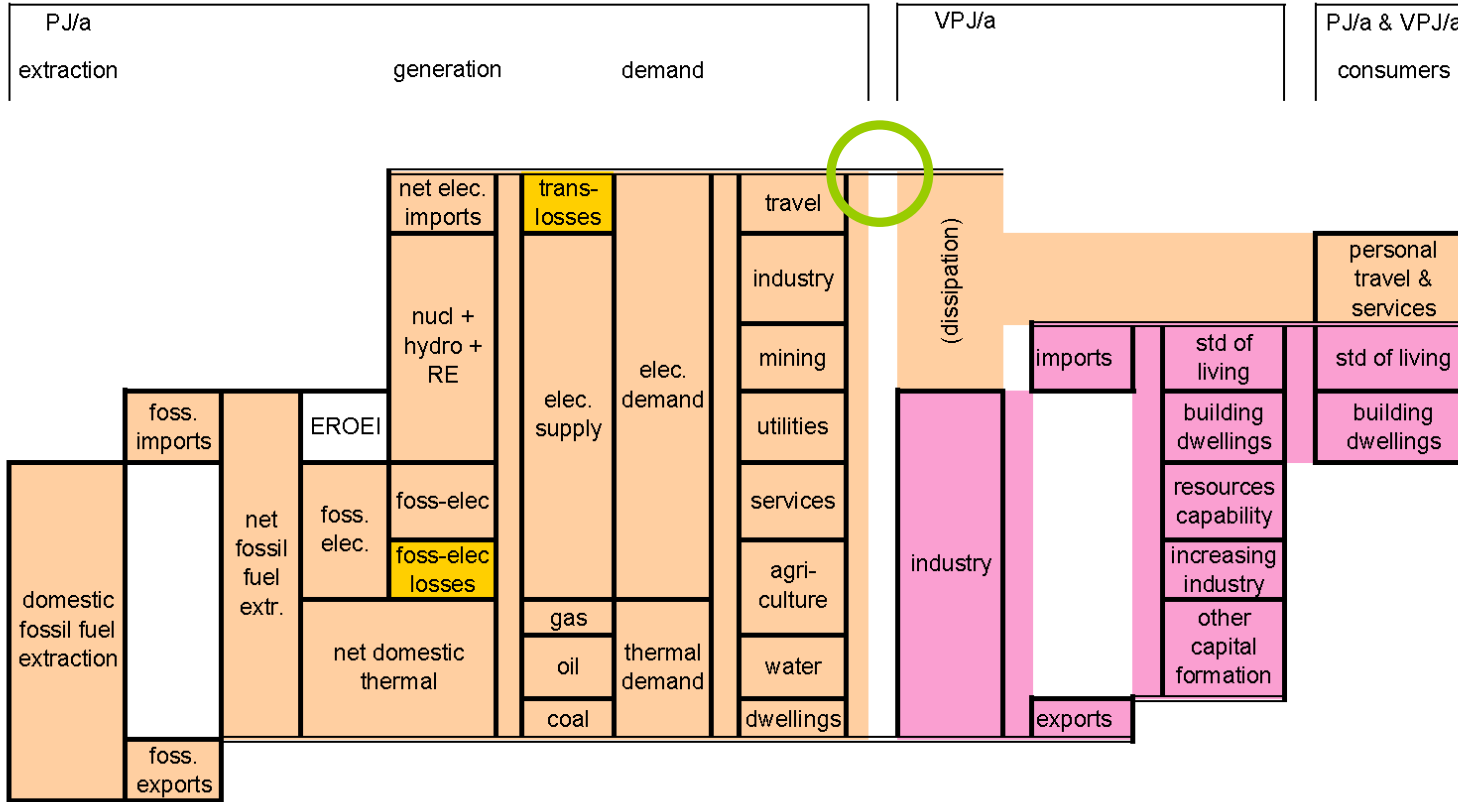 PJ/a
VPJ/a
PJ/a & VPJ/a
extraction
generation
demand
consumers
domestic
fossil fuel
extraction
foss.
imports
foss.
exports
net
fossil
fuel
extr.
EROEI
foss.
elec.
net domestic
thermal
net elec.
imports
nucl +
hydro +
RE
foss-elec
foss-elec
losses
trans-
losses
elec.
supply
gas
oil
coal
elec.
demand
thermal
demand
travel
industry
mining
utilities
services
agri-
culture
water
dwellings
(dissipation)
industry
imports
exports
std of
living
building
dwellings
resources
capability
increasing
industry
other
capital
formation
personal
travel &
services
std of living
building
dwellings